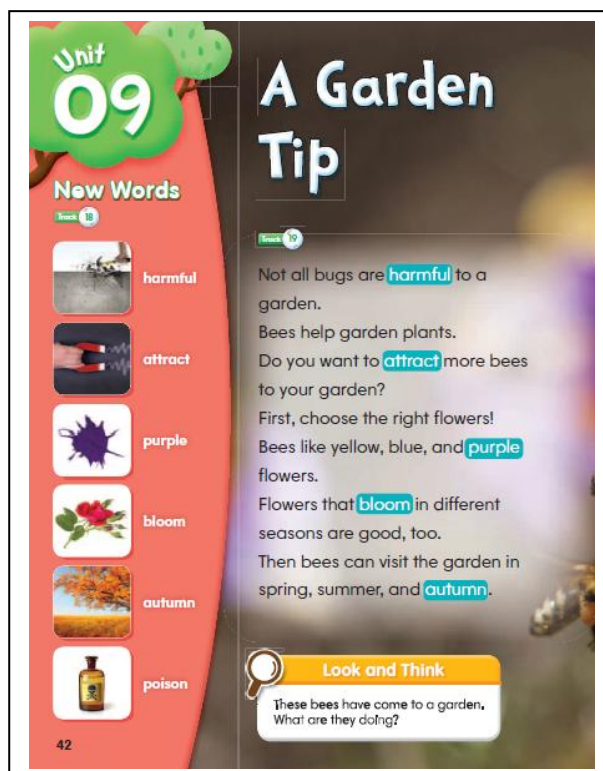 Unit
09
New Words
Track 18
harmful
attract
purple
bloom
autumn
poison
42
A Garden
Tip
Track 19
Not all bugs are harmful to a
garden.
Bees help garden plants.
Do you want to attract more bees
to your garden?
First, choose the right flowers!
Bees like yellow, blue, and purple
flowers.
Flowers that bloom in different
seasons are good, too.
Then bees can visit the garden in
spring, summer, and autumn.
Look and Think
These bees have come to a garden.
What are they doing?